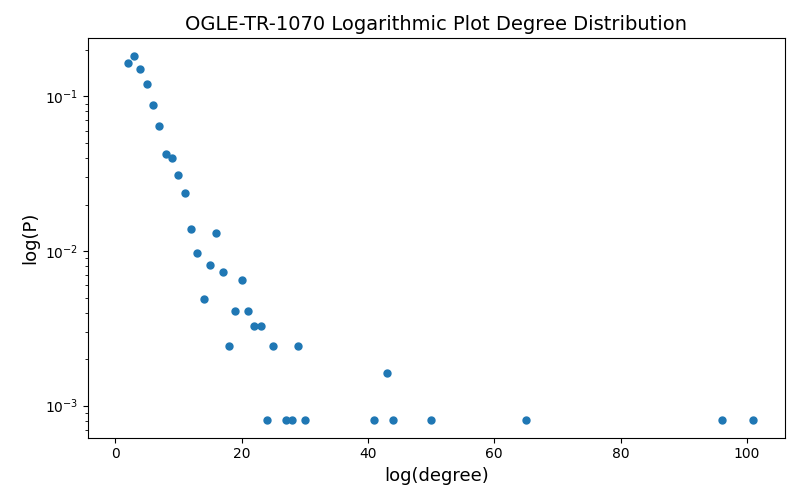 OGLE-TR-1070 Logarithmic Plot Degree Distribution
log(P)
10⁻¹
10⁻²
10⁻³
0 20 40 60 80 100
log(degree)